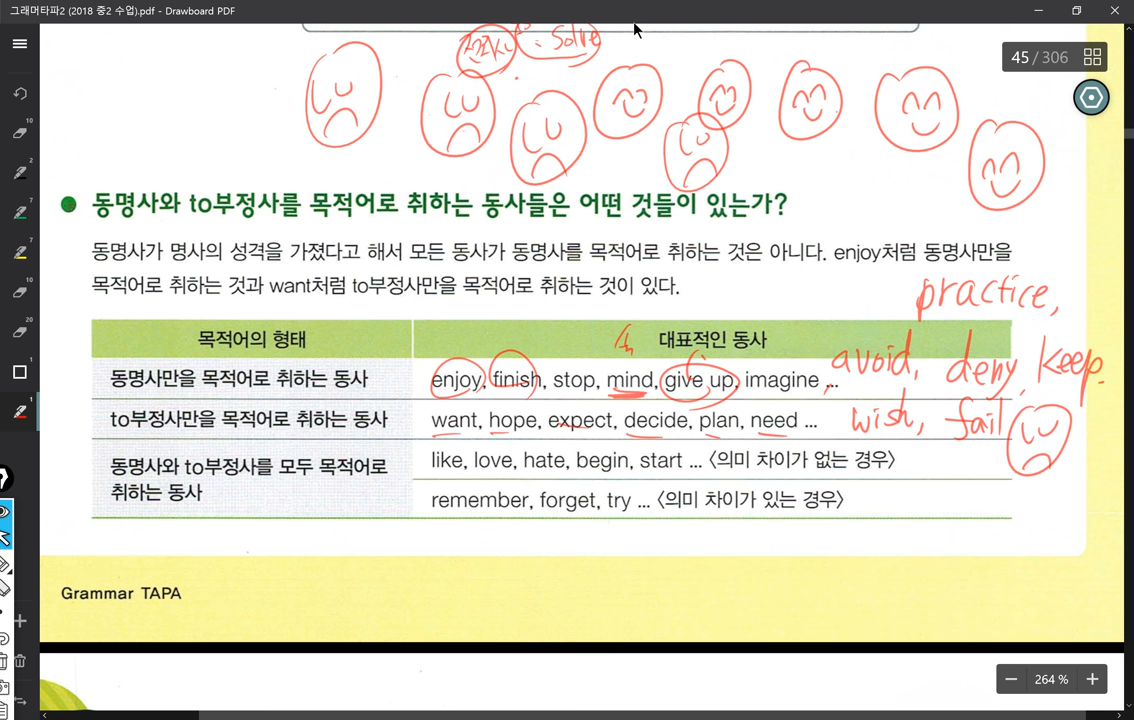 그래머타파2 (2018 중2 수업).pdf - Drawboard PDF
45 / 306
: Solve
동명사와 to부정사를 목적어로 취하는 동사들은 어떤 것들이 있는가?
동명사가 명사의 성격을 가졌다고 해서 모든 동사가 동명사를 목적어로 취하는 것은 아니다. enjoy처럼 동명사만을
목적어로 취하는 것과 want처럼 to부정사만을 목적어로 취하는 것이 있다.
practice,
목적어의 형태 대표적인 동사
동명사만을 목적어로 취하는 동사 enjoy, finish, stop, mind, give up, imagine ...
avoid, deny, keep.
to부정사만을 목적어로 취하는 동사 want, hope, expect, decide, plan, need ...
wish, fail
동명사와 to부정사를 모두 목적어로
취하는 동사
like, love, hate, begin, start ... 〈의미 차이가 없는 경우〉
remember, forget, try ... 〈의미 차이가 있는 경우〉
Grammar TAPA
264 %
10
2
7
7
10
20
1
1